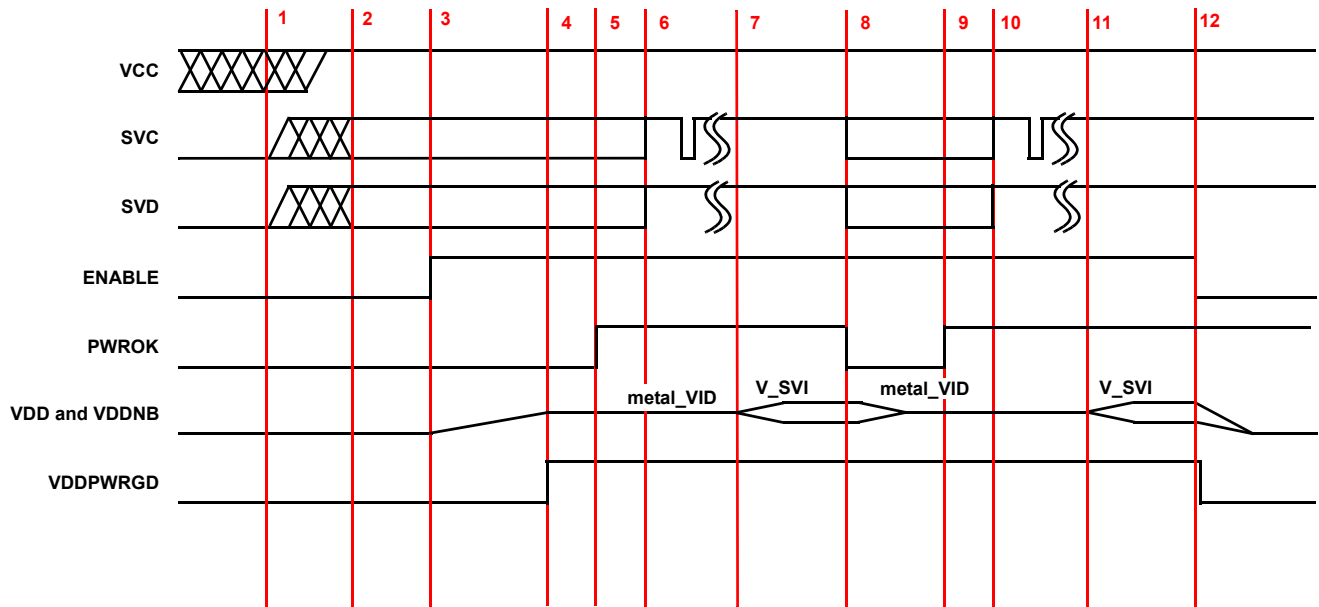 1 2 3 4 5 6 7 8 9 10 11 12
VCC
SVC
SVD
ENABLE
PWROK
metal_VID V_SVI metal_VID V_SVI
VDD and VDDNB
VDDPWRGD